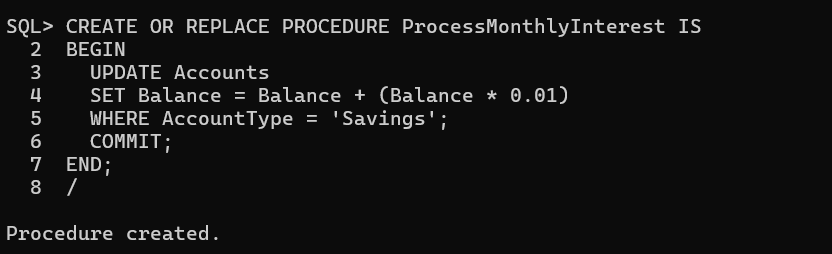 SQL> CREATE OR REPLACE PROCEDURE ProcessMonthlyInterest IS
  2  BEGIN
  3    UPDATE Accounts
  4    SET Balance = Balance + (Balance * 0.01)
  5    WHERE AccountType = 'Savings';
  6    COMMIT;
  7  END;
  8  /
Procedure created.